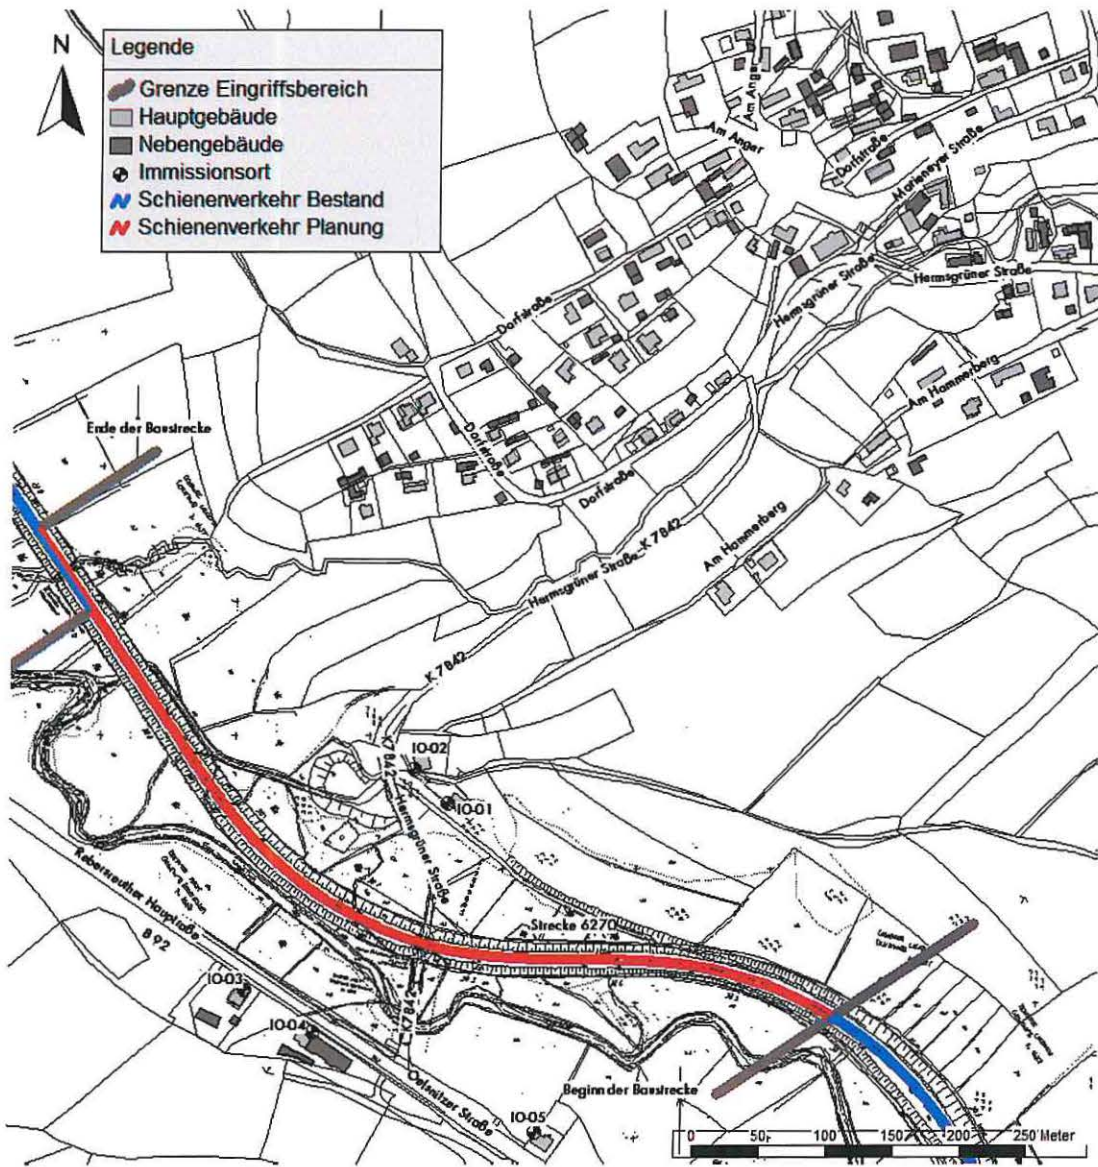 N
Legende
Grenze Eingriffsbereich
Hauptgebäude
Nebengebäude
Immissionsort
Schienenverkehr Bestand
Schienenverkehr Planung
Am Anger
Am Anger
Dorfstraße
Marieneyer Straße
Hermsgrüner Straße
Hermsgrüner Straße
Dorfstraße
Am Hammerberg
Ende der Baustrecke
Dorfstraße
Dorfstraße
Hermsgrüner Straße K 7842
Am Hammerberg
K 7842
K7842
Hermsgrüner Straße
IO-02
IO-01
Rebersreuther Hauptstraße
B 92
Strecke 6270
IO-03
IO-04
K7842
Oelsnitzer Straße
Beginn der Baustrecke
IO-05
0 50 100 150 200 250 Meter